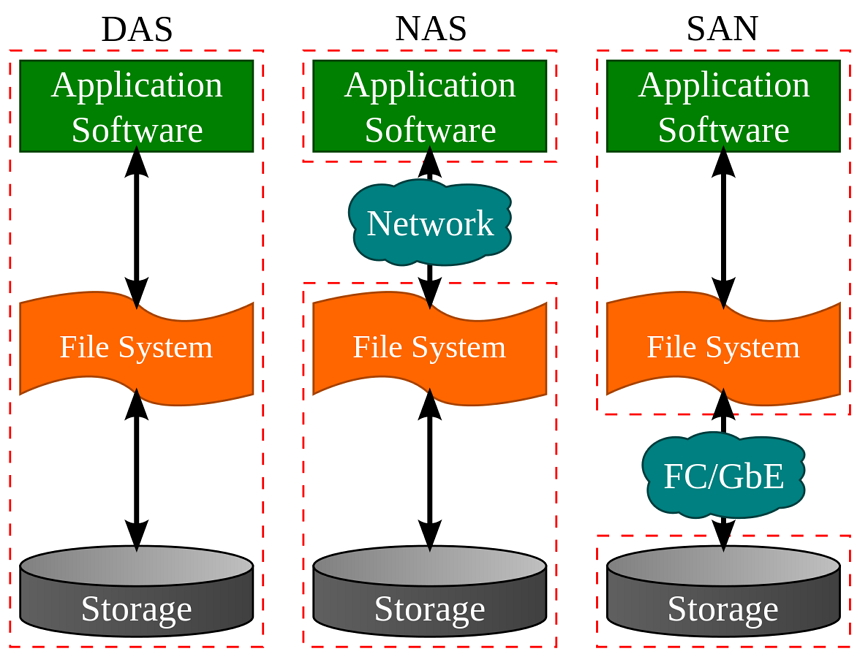 DAS
NAS
SAN
Application
Software
Application
Software
Application
Software
Network
File System
File System
File System
FC/GbE
Storage
Storage
Storage